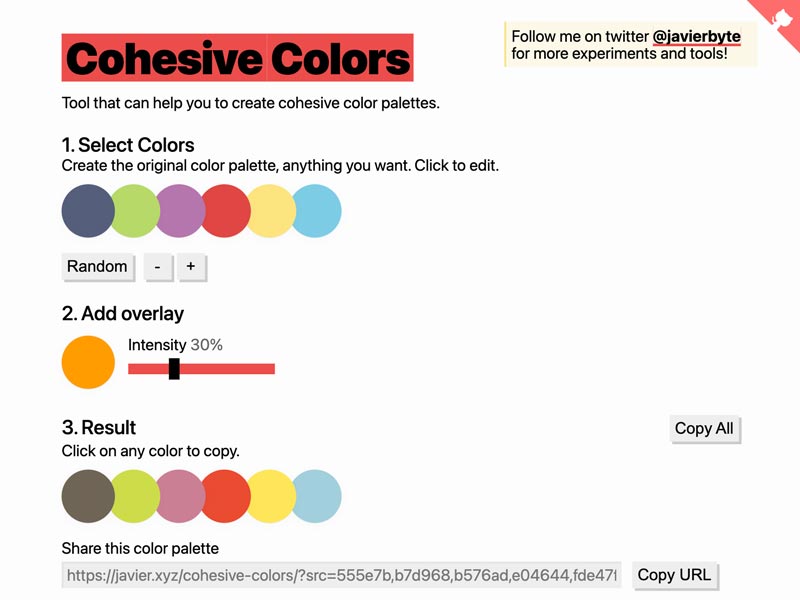 Cohesive Colors
Follow me on twitter @javierbyte
for more experiments and tools!
Tool that can help you to create cohesive color palettes.
1. Select Colors
Create the original color palette, anything you want. Click to edit.
Random - +
2. Add overlay
Intensity 30%
3. Result
Copy All
Click on any color to copy.
Share this color palette
https://javier.xyz/cohesive-colors/?src=555e7b,b7d968,b576ad,e04644,fde47f
Copy URL